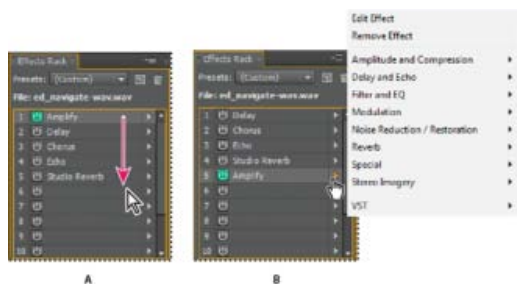 Effects Rack
Presets: (Custom)
File: ed_navigate-wav.wav
1 Amplify
2 Delay
3 Chorus
4 Echo
5 Studio Reverb
6
7
8
9
10
A
Effects Rack
Presets: (Custom)
File: ed_navigate-wav.wav
1 Delay
2 Chorus
3 Echo
4 Studio Reverb
5 Amplify
6
7
8
9
10
B
Edit Effect
Remove Effect
Amplitude and Compression
Delay and Echo
Filter and EQ
Modulation
Noise Reduction / Restoration
Reverb
Special
Stereo Imagery
VST